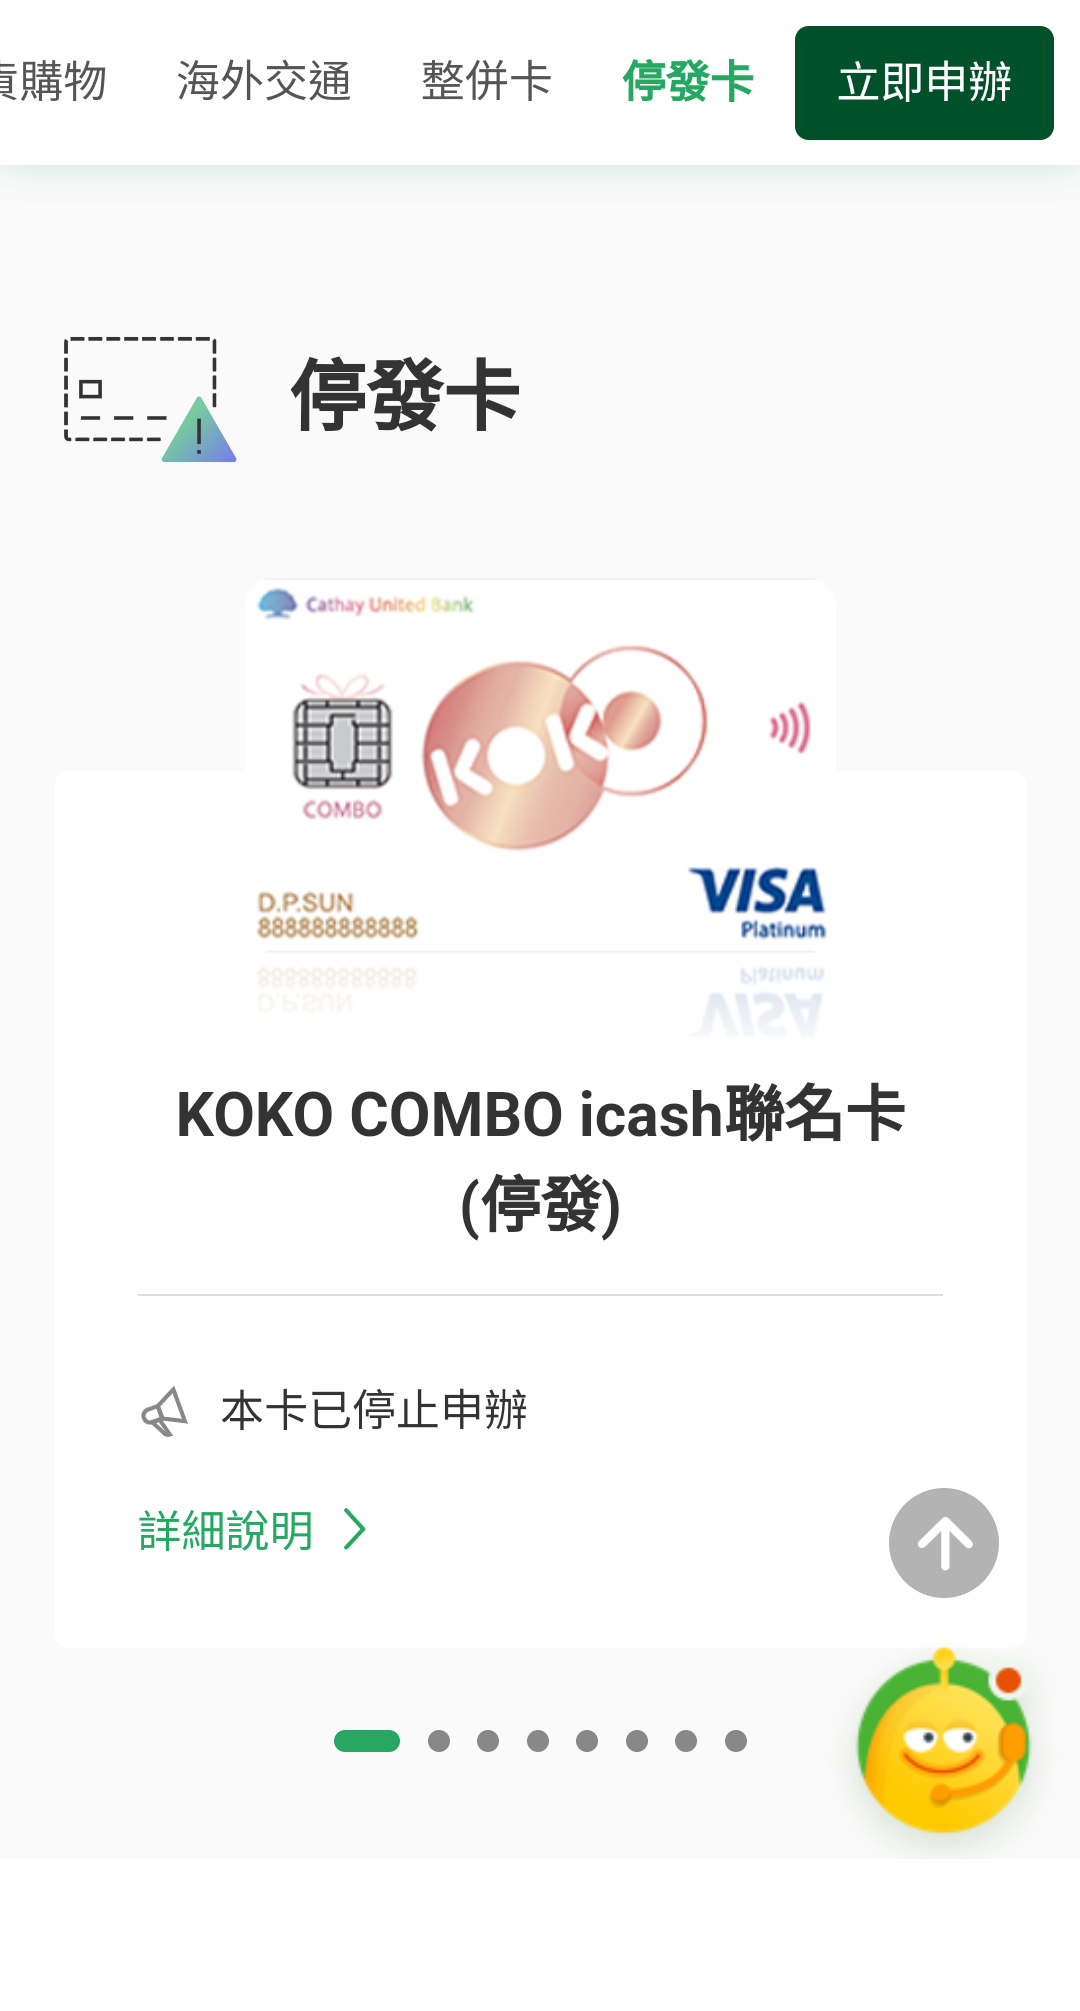 貨購物 海外交通 整併卡 停發卡 立即申辦
停發卡
Cathay United Bank
KOKO
COMBO
D.P.SUN
888888888888
VISA
Platinum
KOKO COMBO icash聯名卡
(停發)
本卡已停止申辦
詳細說明